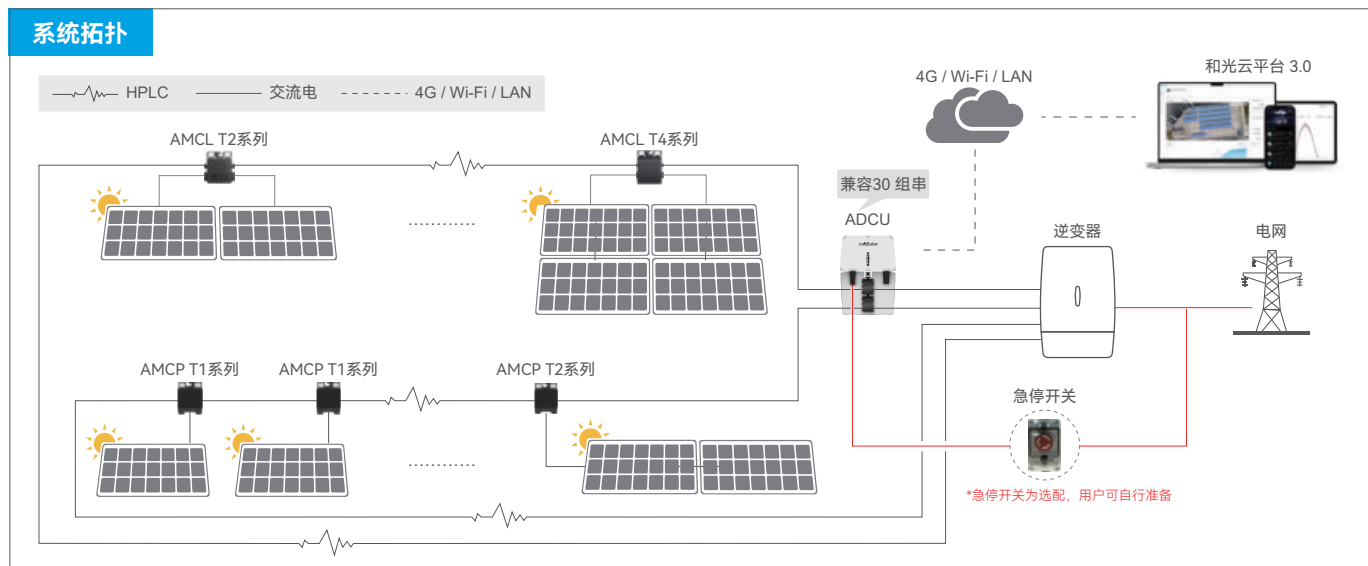 系统拓扑
HPLC
交流电
4G / Wi-Fi / LAN
4G / Wi-Fi / LAN
和光云平台 3.0
AMCL T2系列
AMCL T4系列
兼容30 组串
ADCU
逆变器
电网
AMCP T1系列
AMCP T1系列
AMCP T2系列
急停开关
*急停开关为选配，用户可自行准备